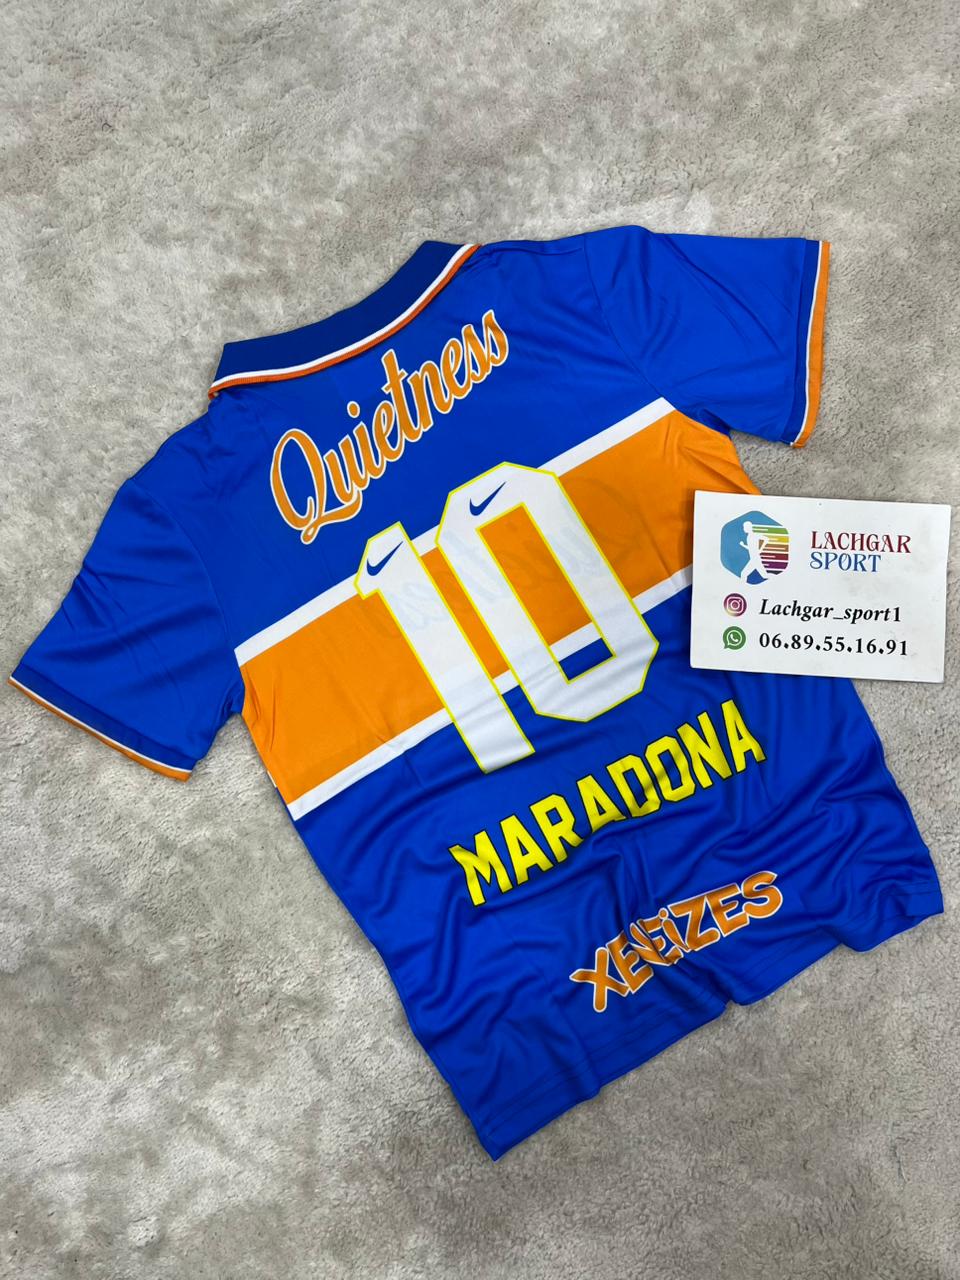 Quietness
10
MARADONA
XENEIZES
LACHGAR
SPORT
Lachgar_sport1
06.89.55.16.91